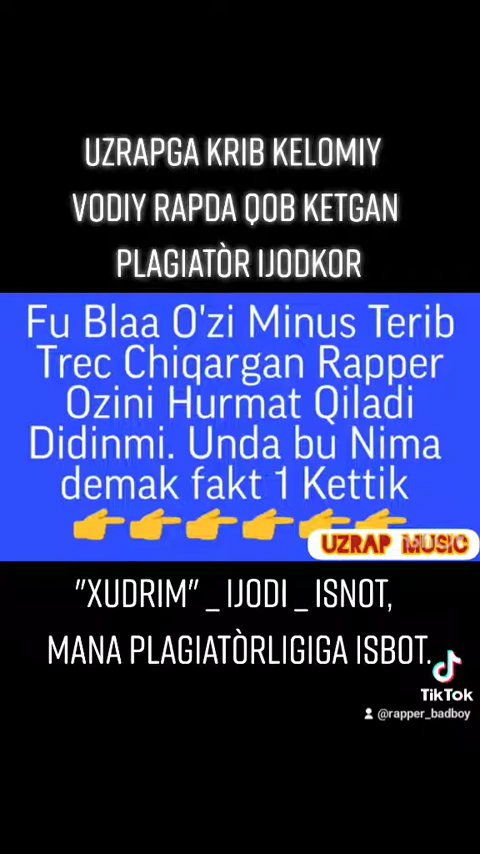 UZRAPGA KRIB KELOMIY
VODIY RAPDA QOB KETGAN
PLAGIATÒR IJODKOR
Fu Blaa O'zi Minus Terib
Trec Chiqargan Rapper
Ozini Hurmat Qiladi
Didinmi. Unda bu Nima
demak fakt 1 Kettik
UZRAP MUSIC
"XUDRIM" _ IJODI _ ISNOT,
MANA PLAGIATÒRLIGIGA ISBOT.
TikTok
@rapper_badboy